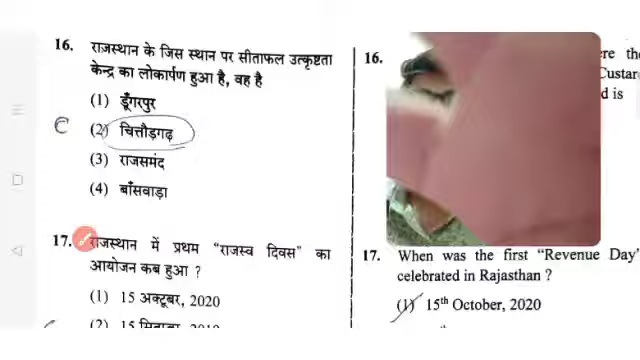 16. राजस्थान के जिस स्थान पर सीताफल उत्कृष्टता
केन्द्र का लोकार्पण हुआ है, वह है
(1) डूँगरपुर
(2) चित्तौड़गढ़
(3) राजसमंद
(4) बाँसवाड़ा
17. राजस्थान में प्रथम "राजस्व दिवस" का
आयोजन कब हुआ ?
(1) 15 अक्टूबर, 2020
(2) 15
16.
the
d is
17. When was the first "Revenue Day"
celebrated in Rajasthan ?
(1) 15th October, 2020